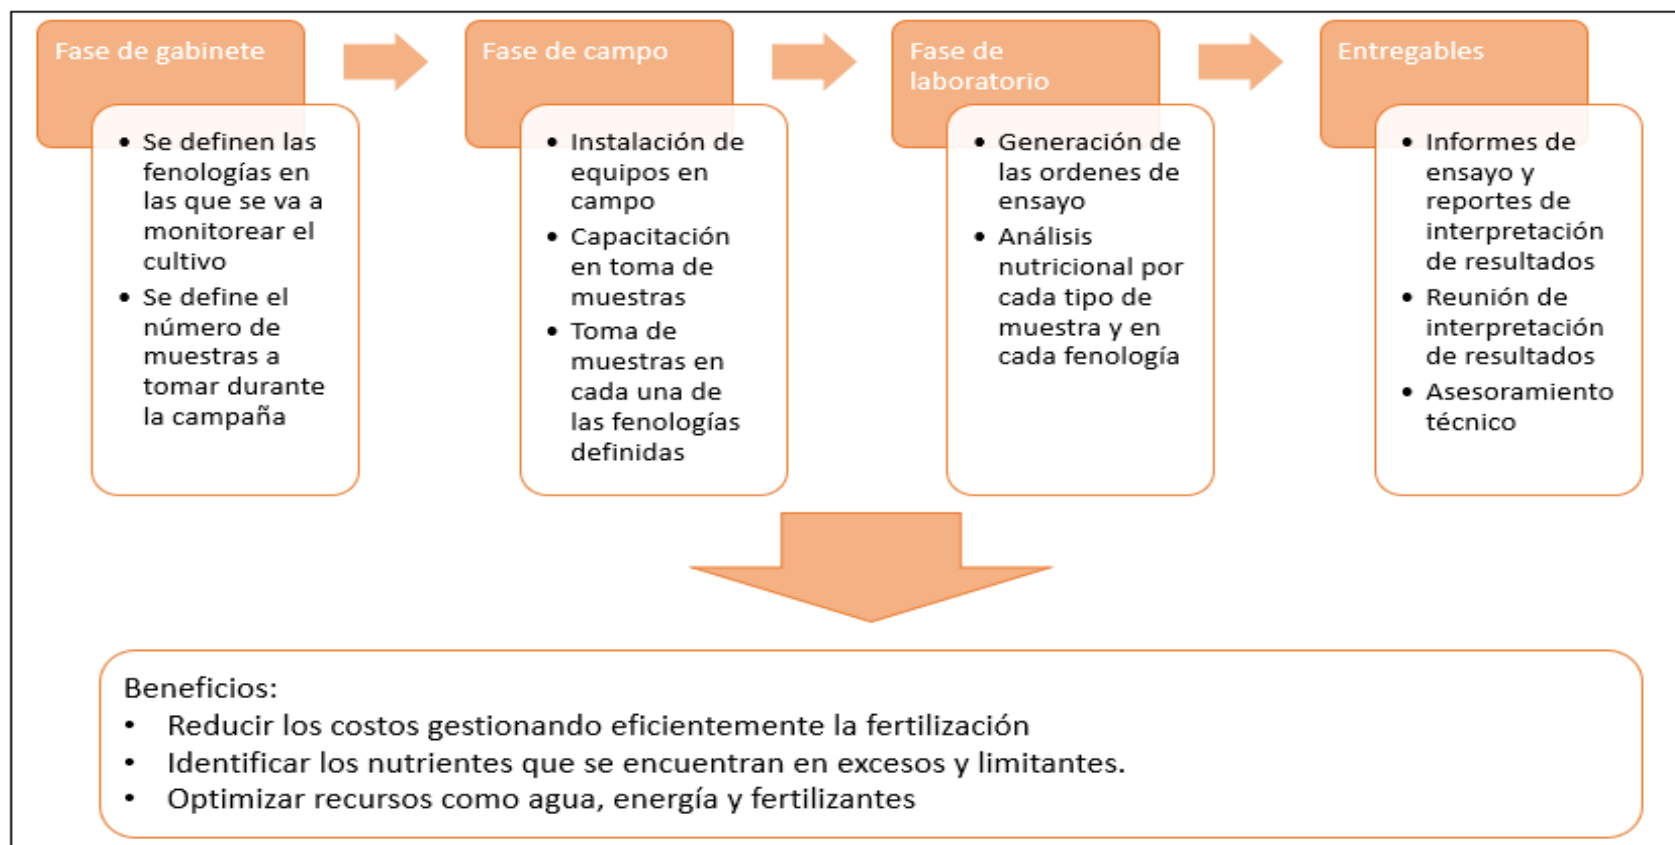 Fase de gabinete
• Se definen las
fenologías en
las que se va a
monitorear el
cultivo
• Se define el
número de
muestras a
tomar durante
la campaña
Fase de campo
• Instalación de
equipos en
campo
• Capacitación
en toma de
muestras
• Toma de
muestras en
cada una de
las fenologías
definidas
Fase de
laboratorio
• Generación de
las ordenes de
ensayo
• Análisis
nutricional por
cada tipo de
muestra y en
cada fenología
Entregables
• Informes de
ensayo y
reportes de
interpretación
de resultados
• Reunión de
interpretación
de resultados
• Asesoramiento
técnico
Beneficios:
• Reducir los costos gestionando eficientemente la fertilización
• Identificar los nutrientes que se encuentran en excesos y limitantes.
• Optimizar recursos como agua, energía y fertilizantes